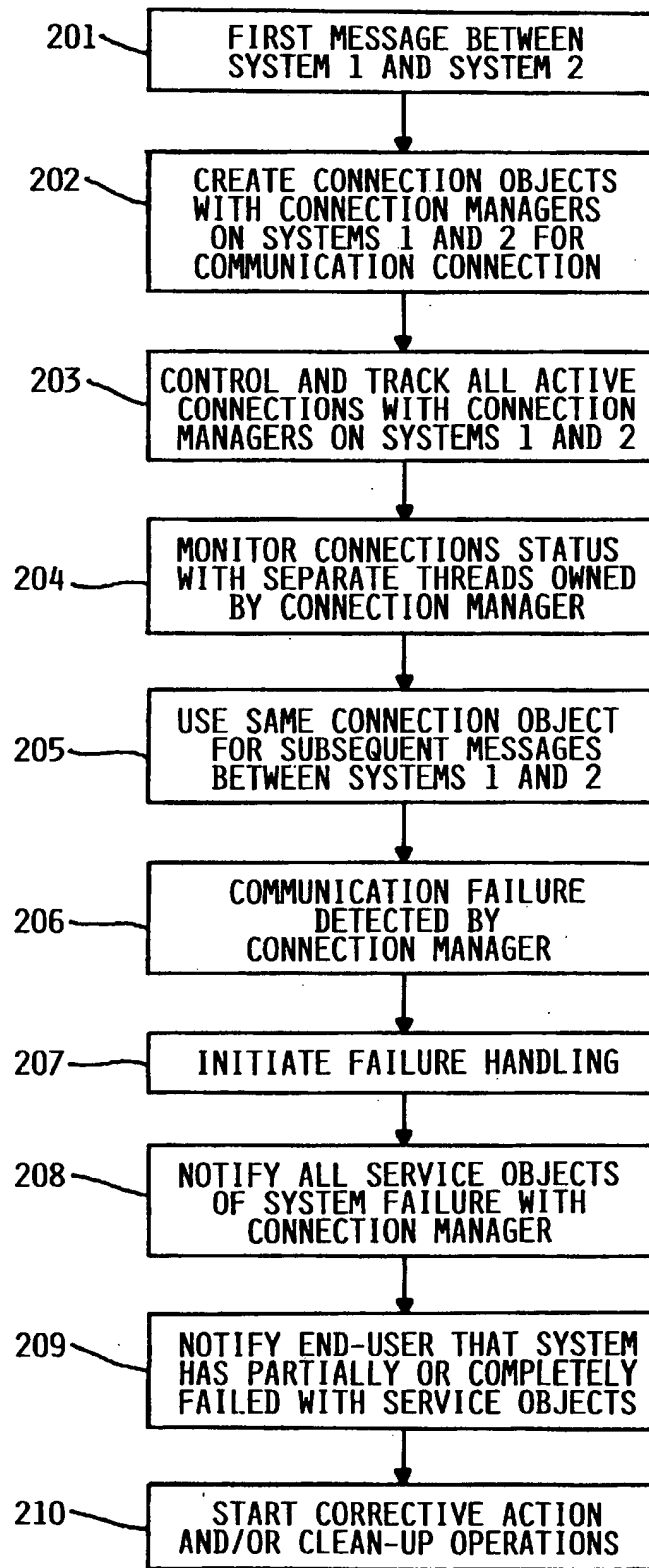 201
FIRST MESSAGE BETWEEN
SYSTEM 1 AND SYSTEM 2
202
CREATE CONNECTION OBJECTS
WITH CONNECTION MANAGERS
ON SYSTEMS 1 AND 2 FOR
COMMUNICATION CONNECTION
203
CONTROL AND TRACK ALL ACTIVE
CONNECTIONS WITH CONNECTION
MANAGERS ON SYSTEMS 1 AND 2
204
MONITOR CONNECTIONS STATUS
WITH SEPARATE THREADS OWNED
BY CONNECTION MANAGER
205
USE SAME CONNECTION OBJECT
FOR SUBSEQUENT MESSAGES
BETWEEN SYSTEMS 1 AND 2
206
COMMUNICATION FAILURE
DETECTED BY
CONNECTION MANAGER
207
INITIATE FAILURE HANDLING
208
NOTIFY ALL SERVICE OBJECTS
OF SYSTEM FAILURE WITH
CONNECTION MANAGER
209
NOTIFY END-USER THAT SYSTEM
HAS PARTIALLY OR COMPLETELY
FAILED WITH SERVICE OBJECTS
210
START CORRECTIVE ACTION
AND/OR CLEAN-UP OPERATIONS